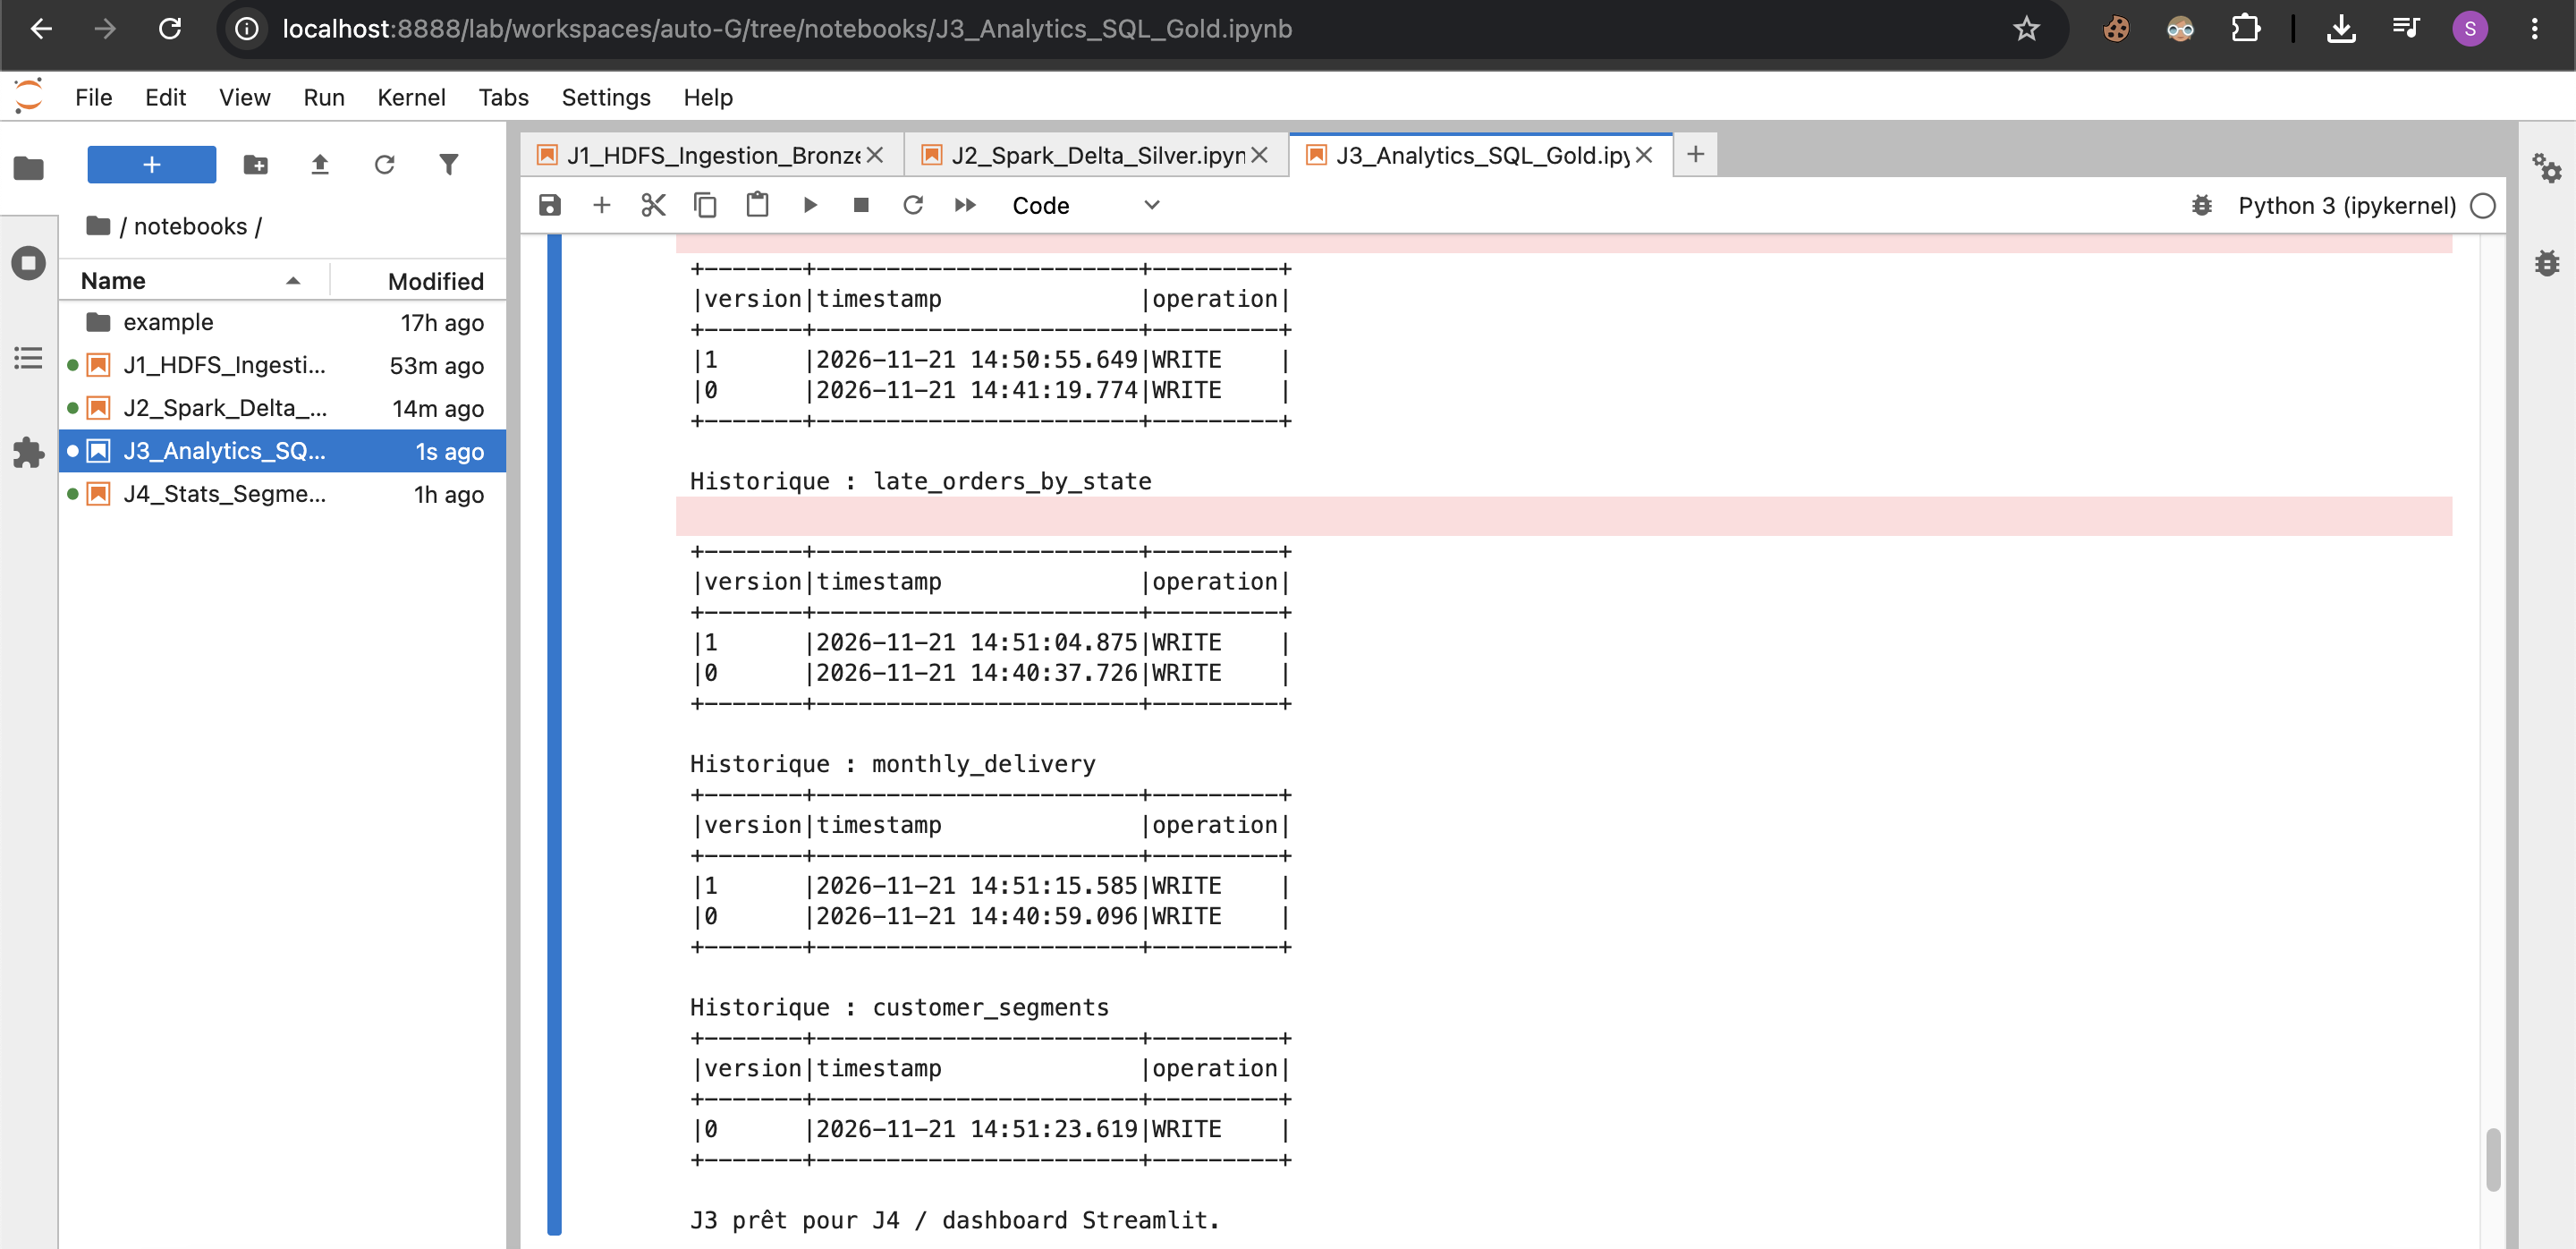 localhost:8888/lab/workspaces/auto-G/tree/notebooks/J3_Analytics_SQL_Gold.ipynb
S
File Edit View Run Kernel Tabs Settings Help
/ notebooks /
Name Modified
example 17h ago
J1_HDFS_Ingesti... 53m ago
J2_Spark_Delta_... 14m ago
J3_Analytics_SQ... 1s ago
J4_Stats_Segme... 1h ago
J1_HDFS_Ingestion_Bronze J2_Spark_Delta_Silver.ipyn J3_Analytics_SQL_Gold.ipy
Code Python 3 (ipykernel)
+-------+-----------------------+---------+
|version|timestamp              |operation|
+-------+-----------------------+---------+
|1      |2026-11-21 14:50:55.649|WRITE    |
|0      |2026-11-21 14:41:19.774|WRITE    |
+-------+-----------------------+---------+
Historique : late_orders_by_state
+-------+-----------------------+---------+
|version|timestamp              |operation|
+-------+-----------------------+---------+
|1      |2026-11-21 14:51:04.875|WRITE    |
|0      |2026-11-21 14:40:37.726|WRITE    |
+-------+-----------------------+---------+
Historique : monthly_delivery
+-------+-----------------------+---------+
|version|timestamp              |operation|
+-------+-----------------------+---------+
|1      |2026-11-21 14:51:15.585|WRITE    |
|0      |2026-11-21 14:40:59.096|WRITE    |
+-------+-----------------------+---------+
Historique : customer_segments
+-------+-----------------------+---------+
|version|timestamp              |operation|
+-------+-----------------------+---------+
|0      |2026-11-21 14:51:23.619|WRITE    |
+-------+-----------------------+---------+
J3 prêt pour J4 / dashboard Streamlit.